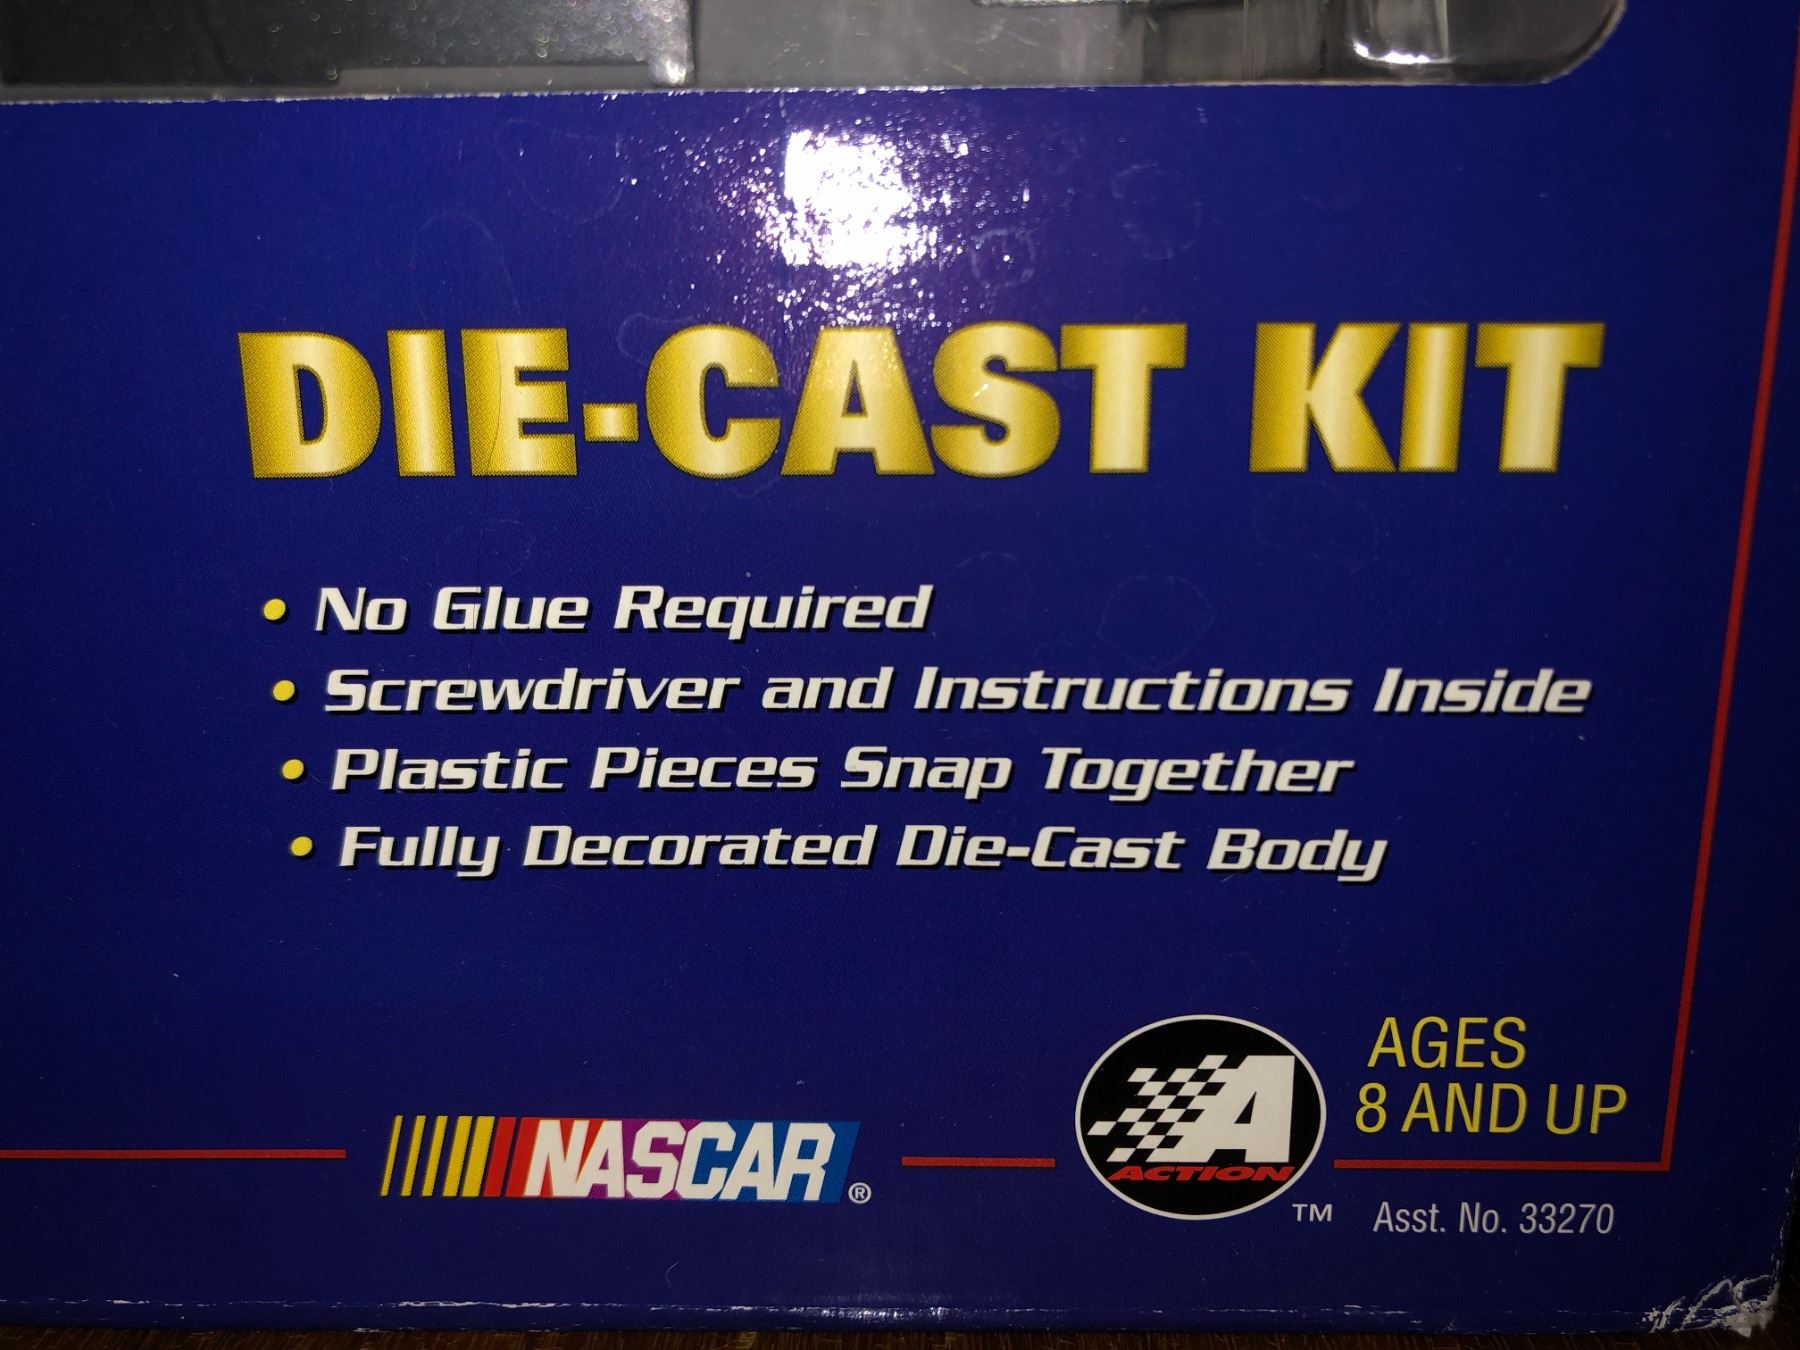 DIE-CAST KIT
• No Glue Required
• Screwdriver and Instructions Inside
• Plastic Pieces Snap Together
• Fully Decorated Die-Cast Body
NASCAR®
A
ACTION
™
AGES
8 AND UP
Asst. No. 33270